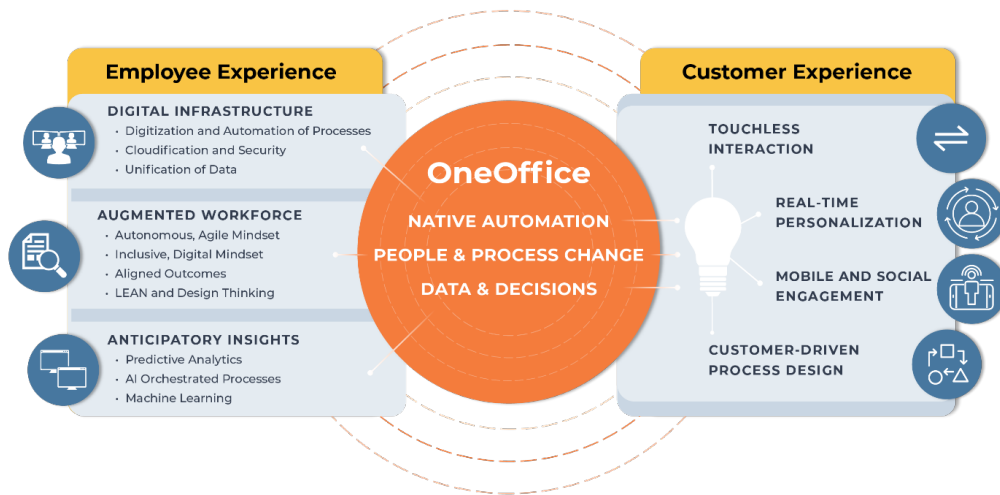 Employee Experience
DIGITAL INFRASTRUCTURE
• Digitization and Automation of Processes
• Cloudification and Security
• Unification of Data
AUGMENTED WORKFORCE
• Autonomous, Agile Mindset
• Inclusive, Digital Mindset
• Aligned Outcomes
• LEAN and Design Thinking
ANTICIPATORY INSIGHTS
• Predictive Analytics
• AI Orchestrated Processes
• Machine Learning
OneOffice
NATIVE AUTOMATION
PEOPLE & PROCESS CHANGE
DATA & DECISIONS
Customer Experience
TOUCHLESS
INTERACTION
REAL-TIME
PERSONALIZATION
MOBILE AND SOCIAL
ENGAGEMENT
CUSTOMER-DRIVEN
PROCESS DESIGN